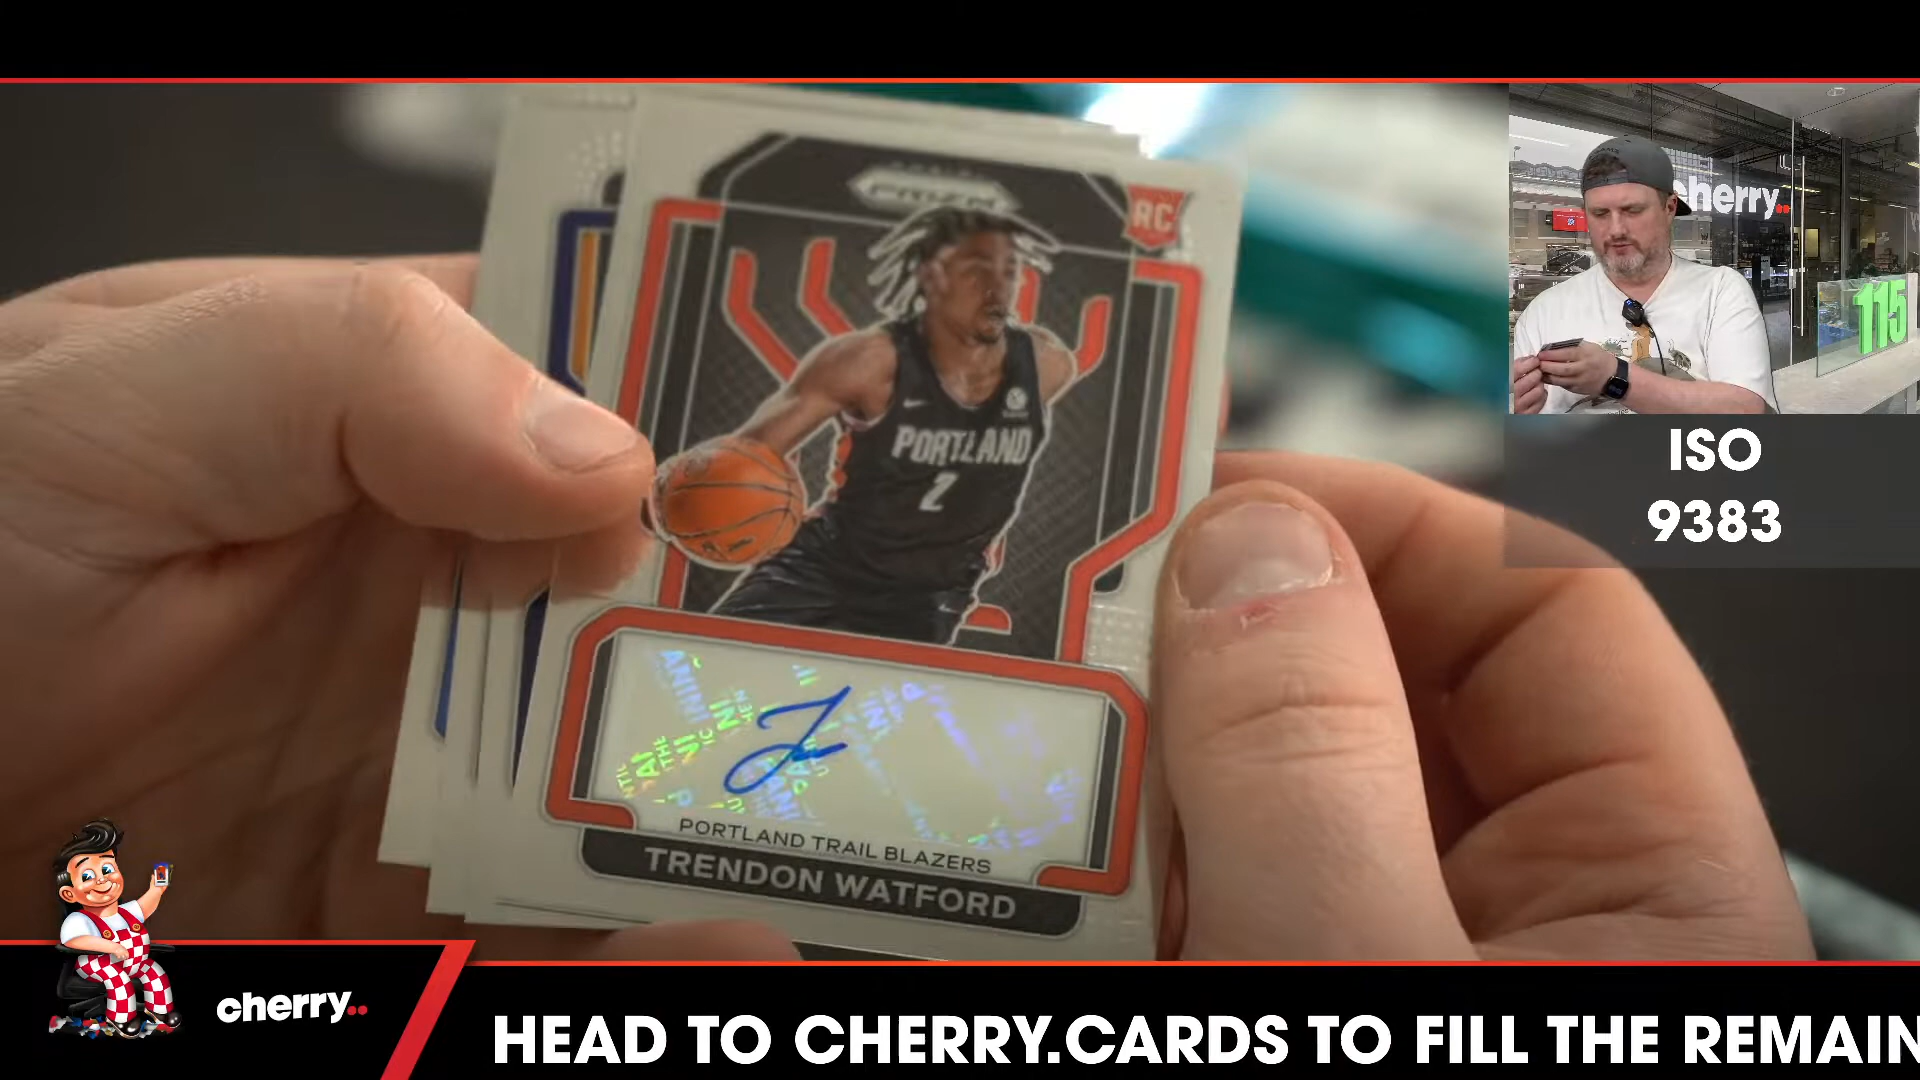 PRIZM
RC
PORTLAND
2
PORTLAND TRAIL BLAZERS
TRENDON WATFORD
cherry..
115
ISO
9383
cherry..
HEAD TO CHERRY.CARDS TO FILL THE REMAIN